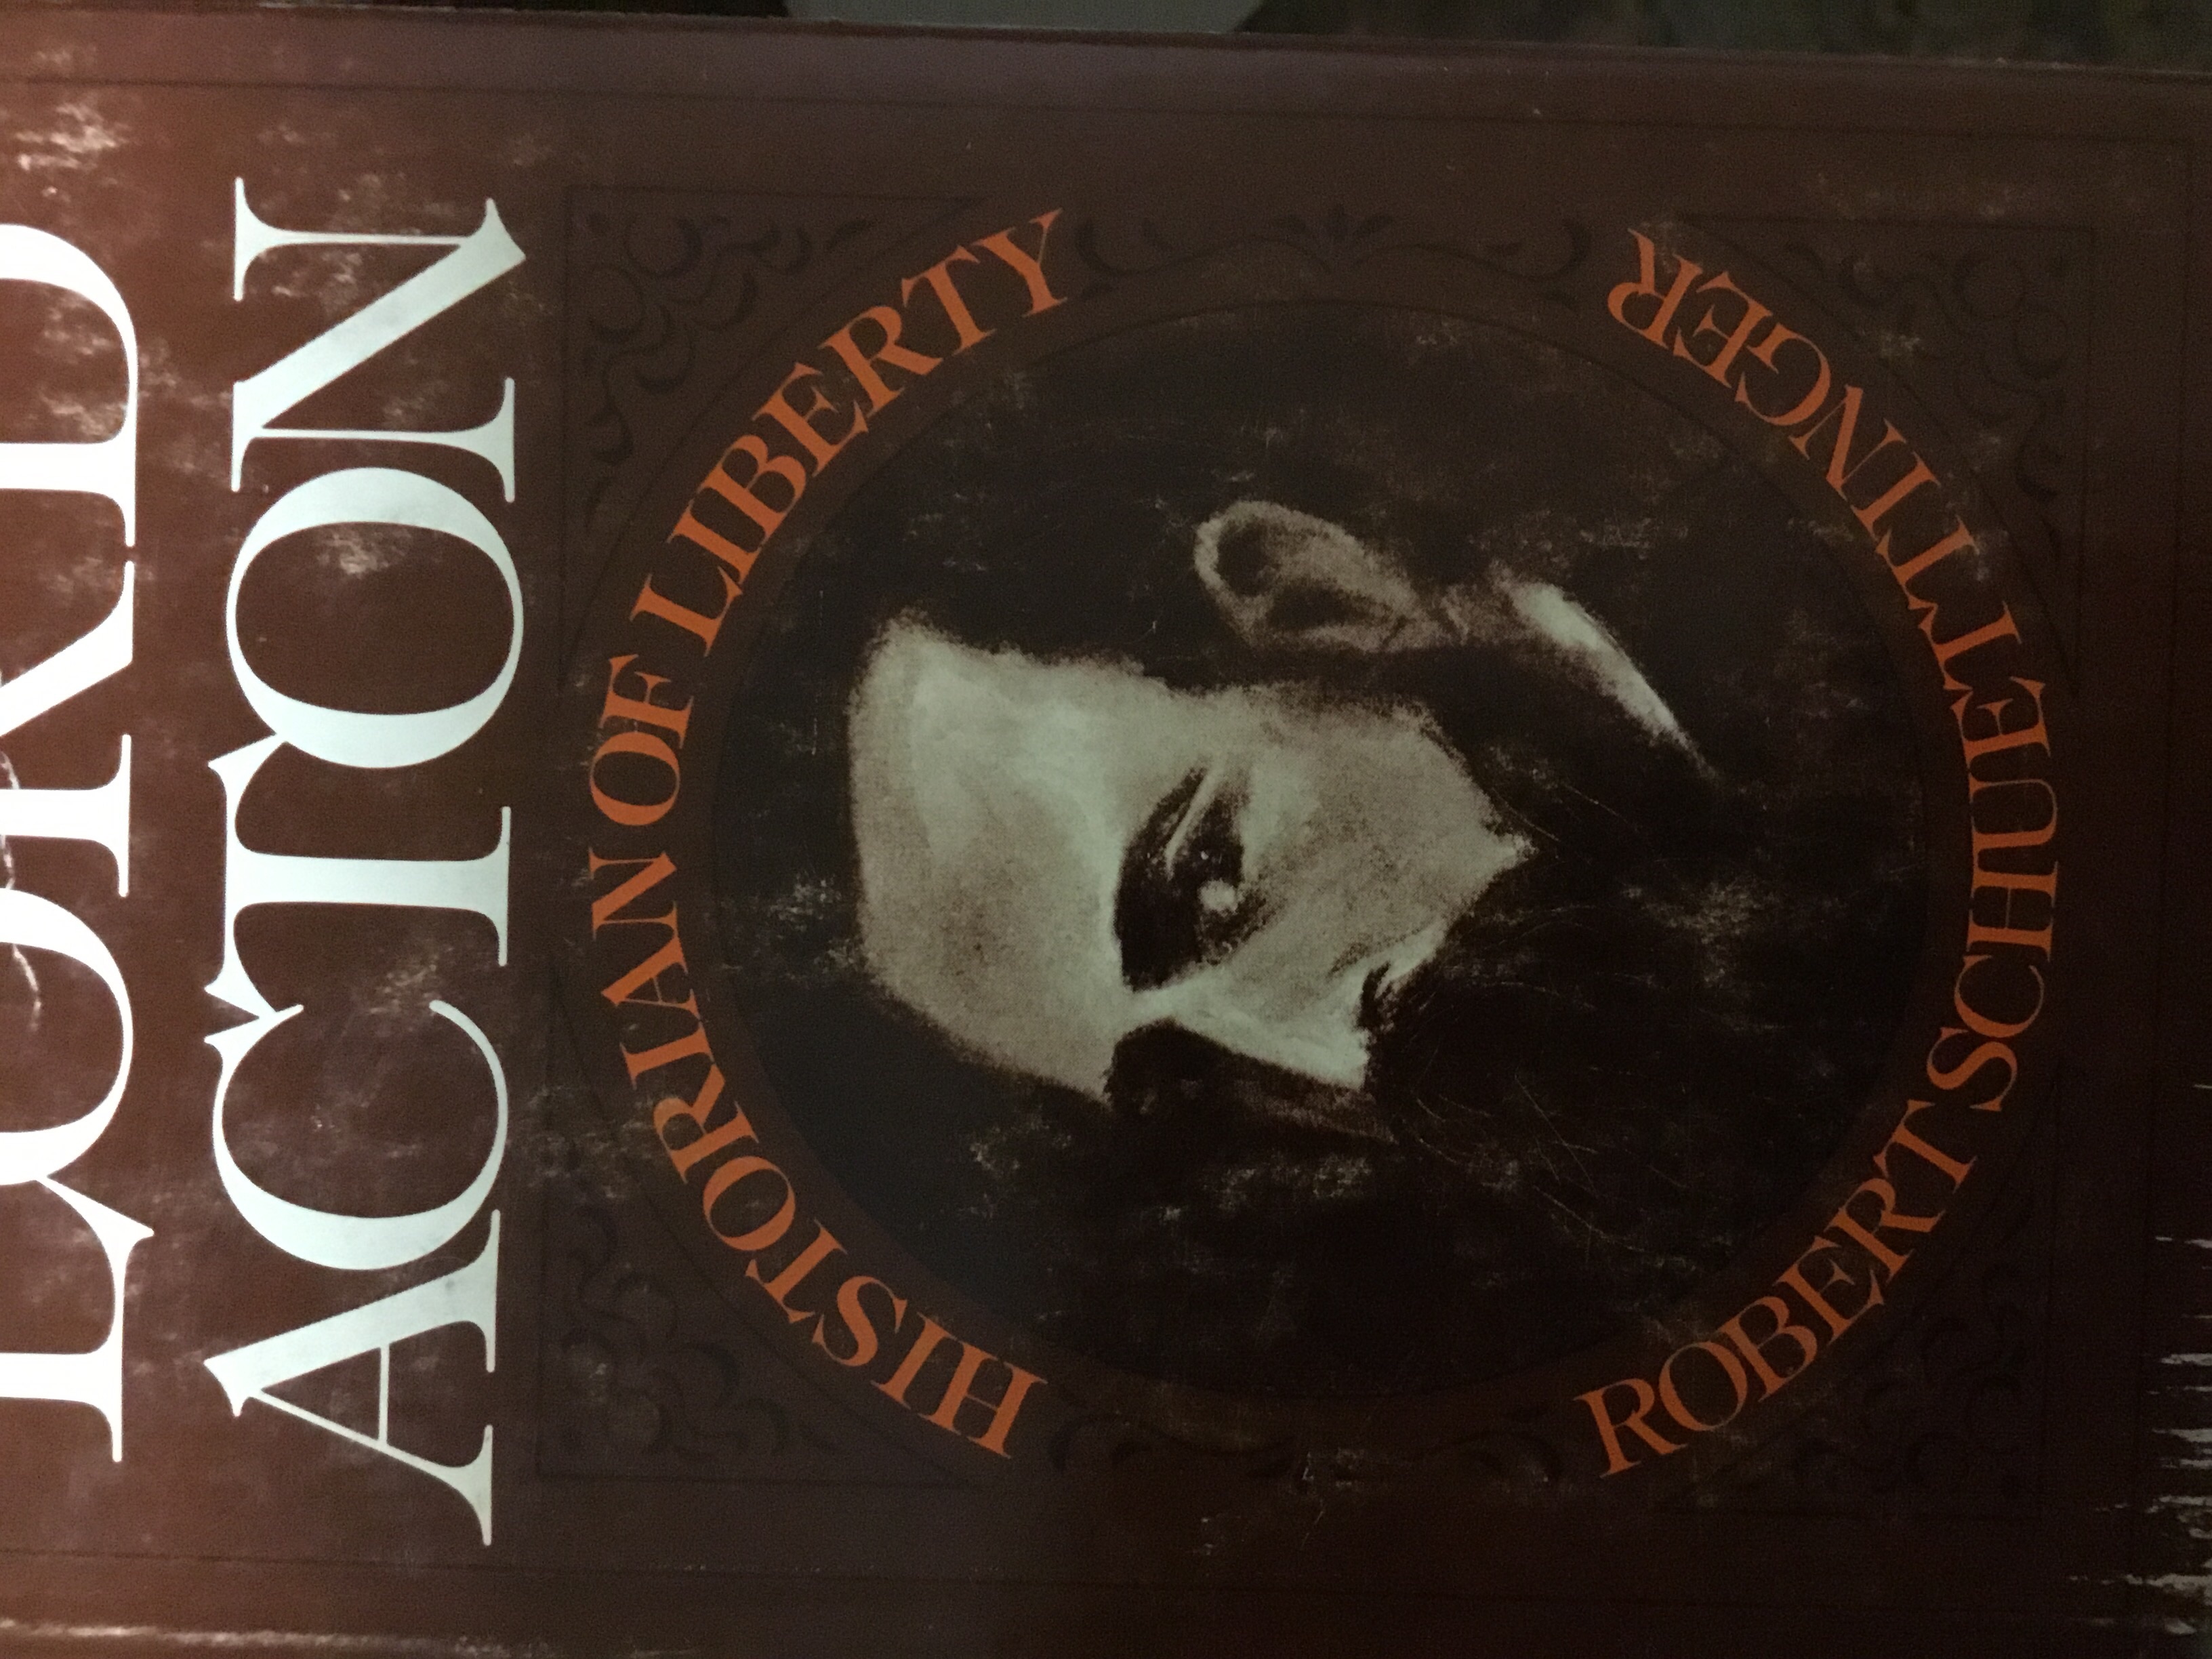 LORD
ACTON
HISTORIAN OF LIBERTY
ROBERT SCHUETTINGER